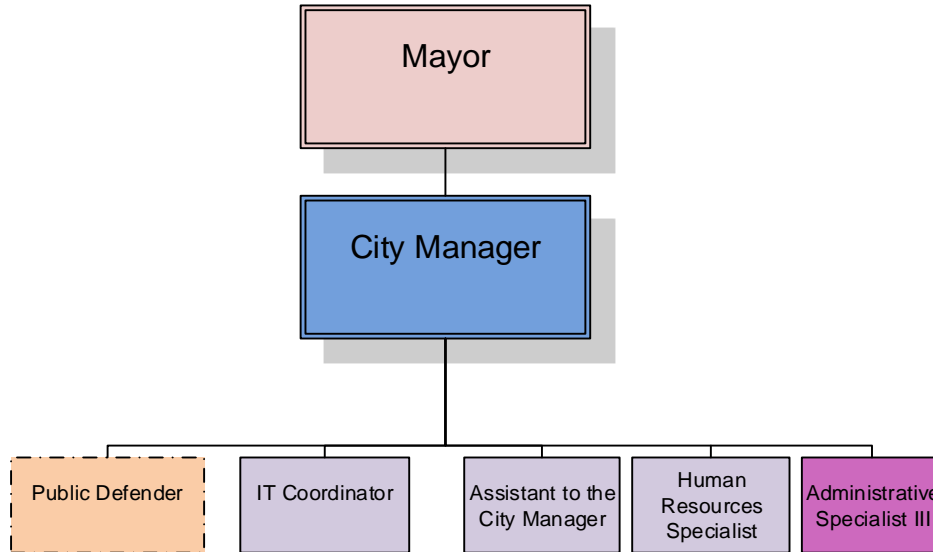 Mayor
City Manager
Public Defender
IT Coordinator
Assistant to the
City Manager
Human
Resources
Specialist
Administrative
Specialist III